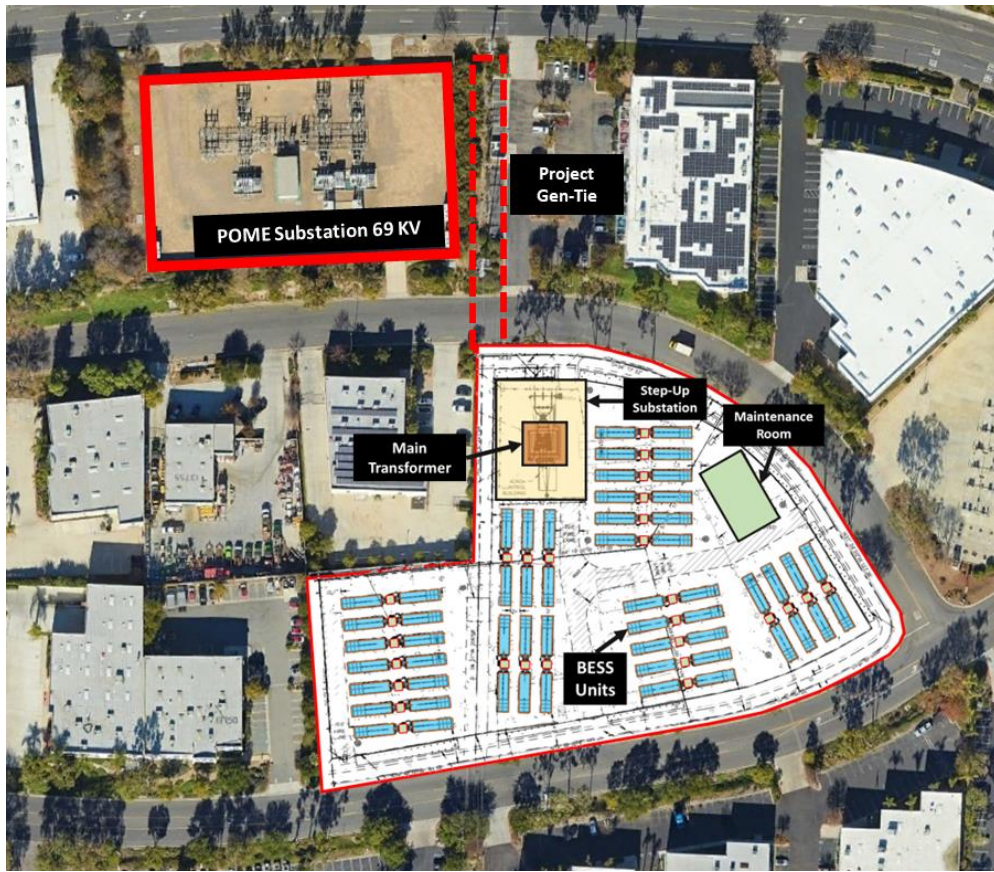 POME Substation 69 KV
Project
Gen-Tie
Step-Up
Substation
Maintenance
Room
Main
Transformer
BESS
Units